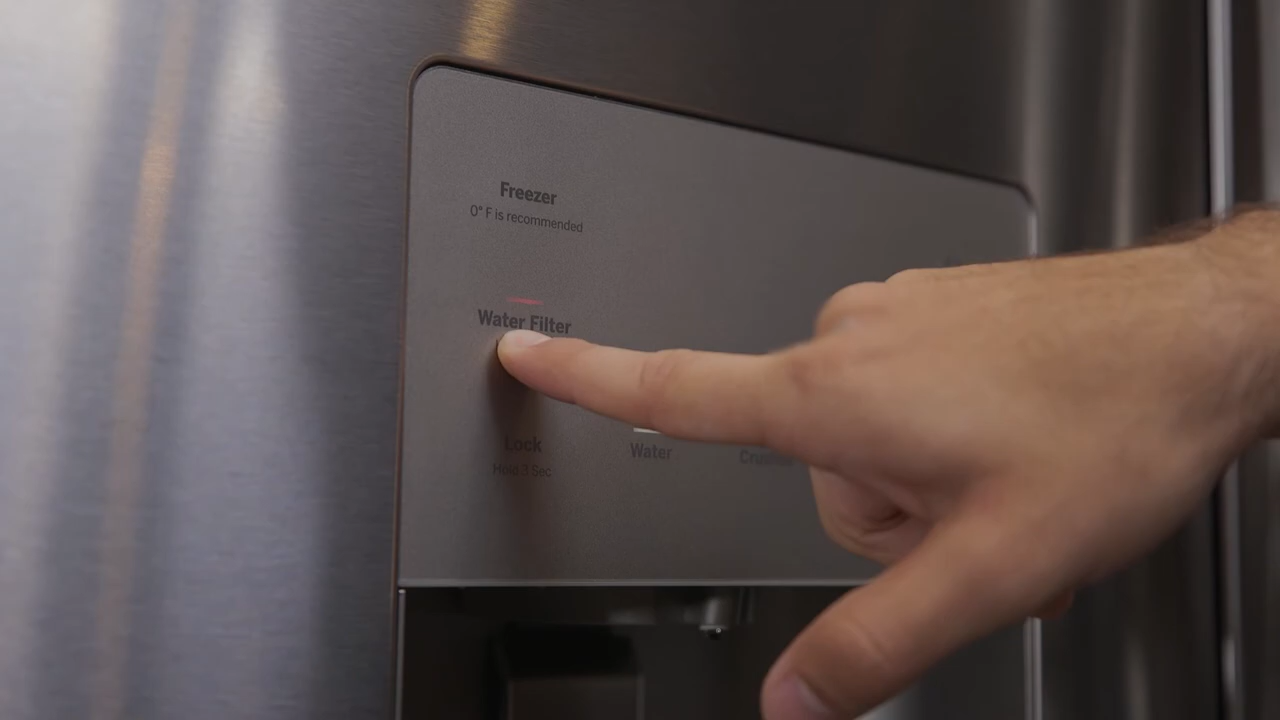 Freezer
0° F is recommended
Water Filter
Lock
Hold 3 Sec
Water